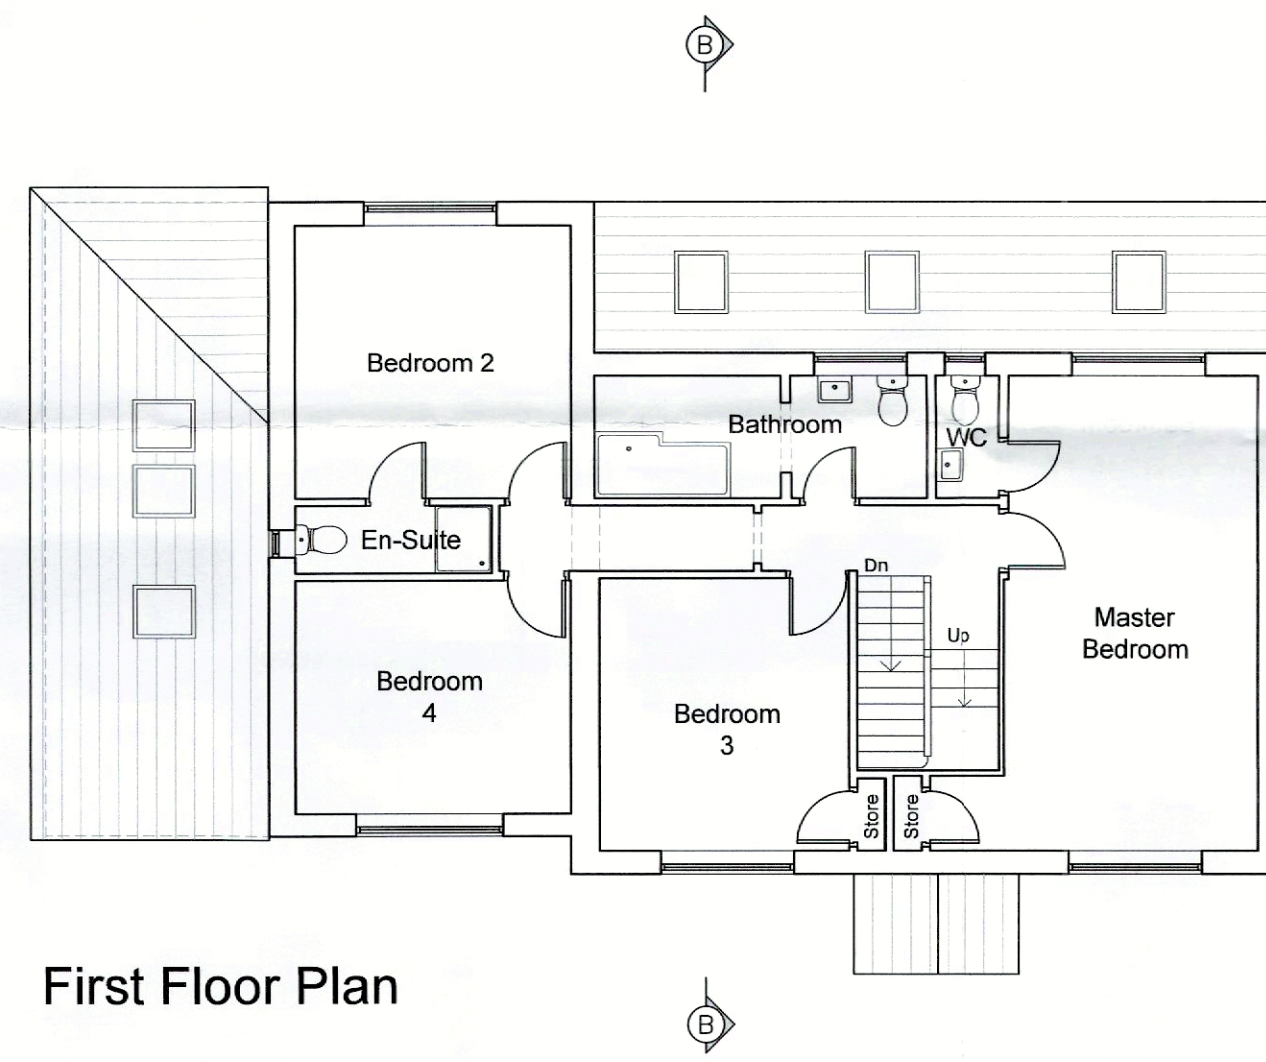 B
Bedroom 2
Bathroom
WC
En-Suite
Dn
Up
Master
Bedroom
Bedroom
4
Bedroom
3
Store
Store
First Floor Plan
B